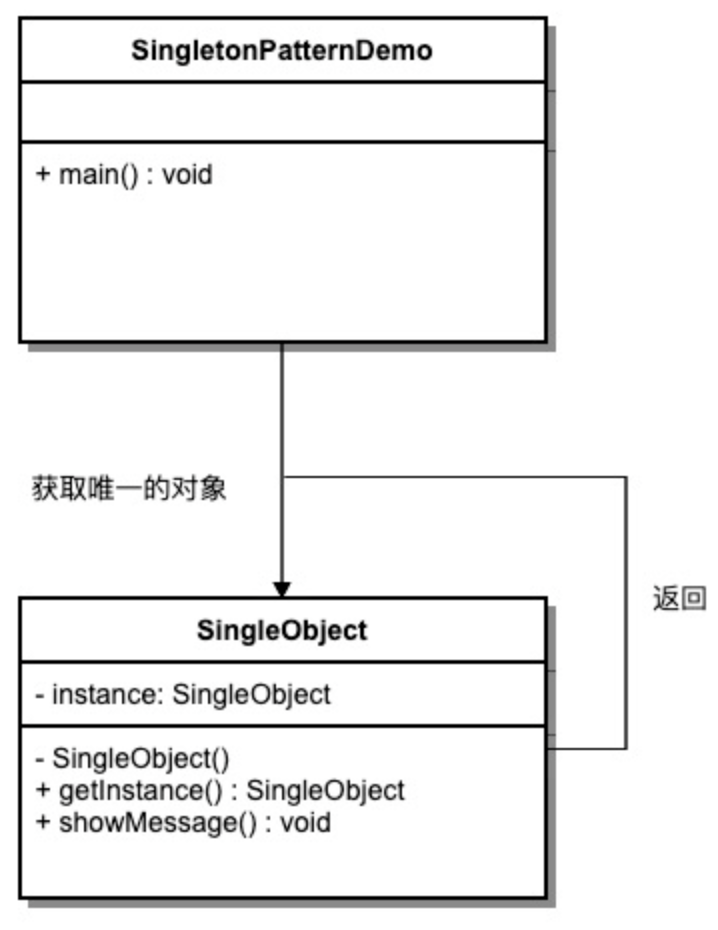 SingletonPatternDemo
+ main() : void
获取唯一的对象
返回
SingleObject
- instance: SingleObject
- SingleObject()
+ getInstance() : SingleObject
+ showMessage() : void